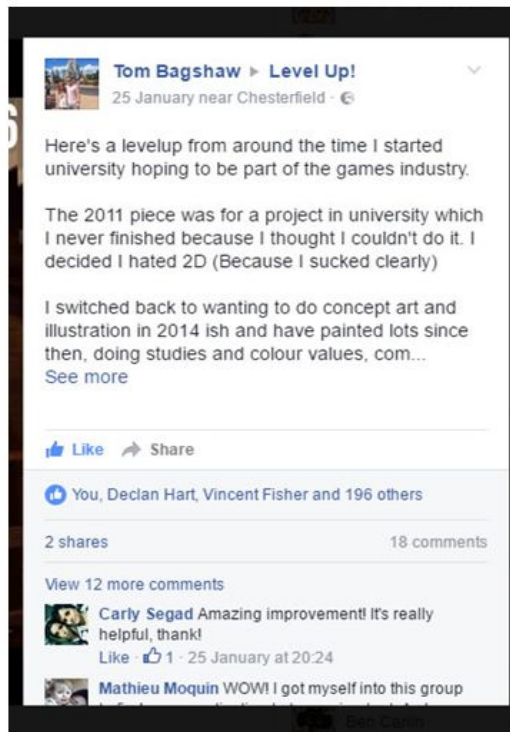 Tom Bagshaw ▸ Level Up!
25 January near Chesterfield ·
Here's a levelup from around the time I started
university hoping to be part of the games industry.
The 2011 piece was for a project in university which
I never finished because I thought I couldn't do it. I
decided I hated 2D (Because I sucked clearly)
I switched back to wanting to do concept art and
illustration in 2014 ish and have painted lots since
then, doing studies and colour values, com...
See more
Like Share
You, Declan Hart, Vincent Fisher and 196 others
2 shares 18 comments
View 12 more comments
Carly Segad Amazing improvement! It's really
helpful, thank!
Like · 1 · 25 January at 20:24
Mathieu Moquin WOW! I got myself into this group
Ben Carlin